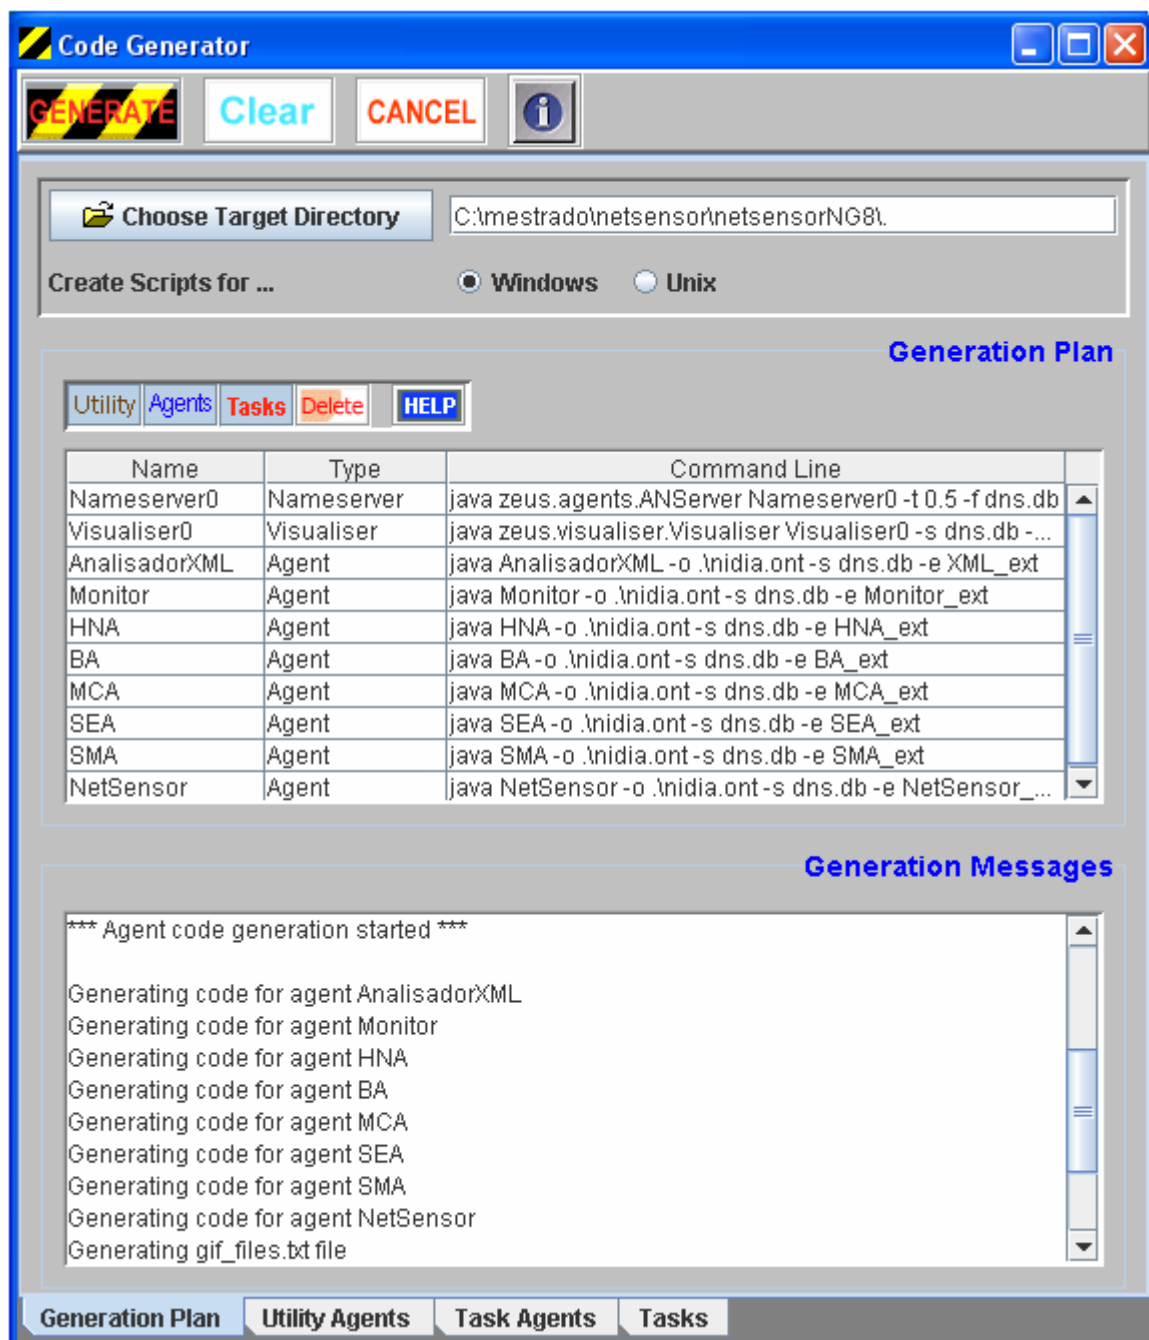 Code Generator
GENERATE Clear CANCEL i
Choose Target Directory C:\mestrado\netsensor\netsensorNG8\.
Create Scripts for ... Windows Unix
Generation Plan
Utility Agents Tasks Delete HELP
Name Type Command Line
Nameserver0 Nameserver java zeus.agents.ANServer Nameserver0 -t 0.5 -f dns.db
Visualiser0 Visualiser java zeus.visualiser.Visualiser Visualiser0 -s dns.db -...
AnalisadorXML Agent java AnalisadorXML -o .\nidia.ont -s dns.db -e XML_ext
Monitor Agent java Monitor -o .\nidia.ont -s dns.db -e Monitor_ext
HNA Agent java HNA -o .\nidia.ont -s dns.db -e HNA_ext
BA Agent java BA -o .\nidia.ont -s dns.db -e BA_ext
MCA Agent java MCA -o .\nidia.ont -s dns.db -e MCA_ext
SEA Agent java SEA -o .\nidia.ont -s dns.db -e SEA_ext
SMA Agent java SMA -o .\nidia.ont -s dns.db -e SMA_ext
NetSensor Agent java NetSensor -o .\nidia.ont -s dns.db -e NetSensor_...
Generation Messages
*** Agent code generation started ***
Generating code for agent AnalisadorXML
Generating code for agent Monitor
Generating code for agent HNA
Generating code for agent BA
Generating code for agent MCA
Generating code for agent SEA
Generating code for agent SMA
Generating code for agent NetSensor
Generating gif_files.txt file
Generation Plan Utility Agents Task Agents Tasks